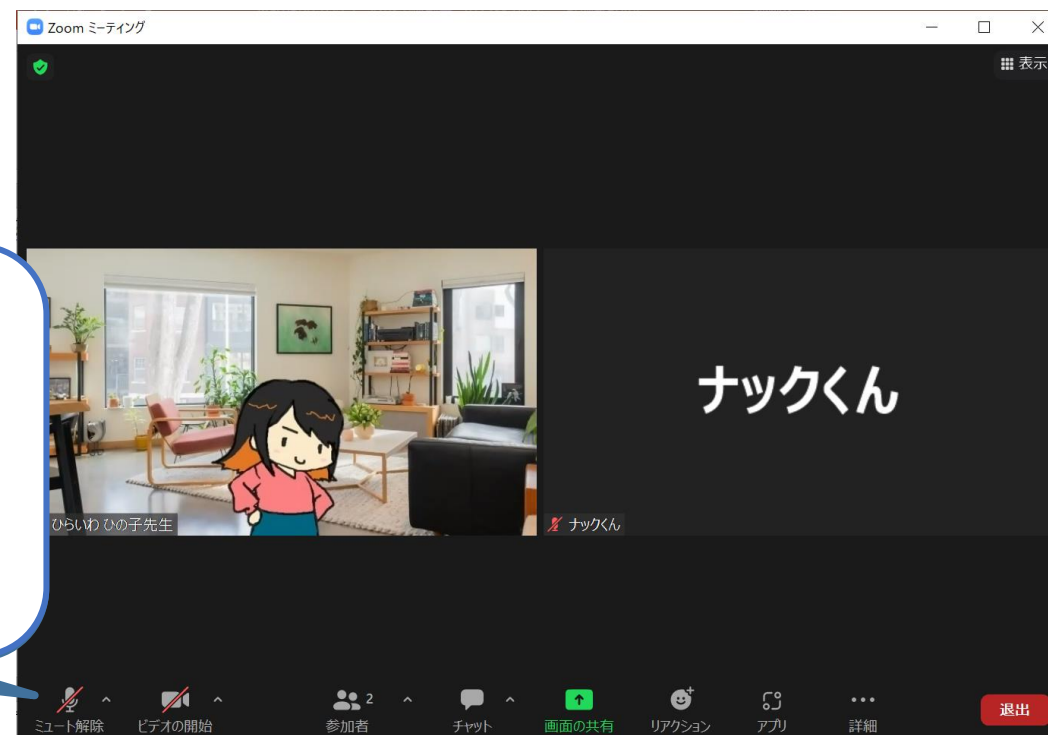 Zoom ミーティング
表示
ナックくん
ひらいわ ひの子先生
ナックくん
2
ミュート解除 ビデオの開始 参加者 チャット 画面の共有 リアクション アプリ 詳細 退出